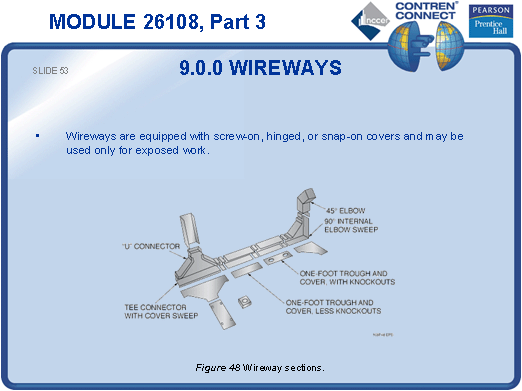 MODULE 26108, Part 3
nccer
CONTREN®
CONNECT
PEARSON
Prentice
Hall
SLIDE 53
9.0.0 WIREWAYS
• Wireways are equipped with screw-on, hinged, or snap-on covers and may be
used only for exposed work.
45° ELBOW
90° INTERNAL
ELBOW SWEEP
"U" CONNECTOR
ONE-FOOT TROUGH AND
COVER, WITH KNOCKOUTS
ONE-FOOT TROUGH AND
COVER, LESS KNOCKOUTS
TEE CONNECTOR
WITH COVER SWEEP
Figure 48 Wireway sections.